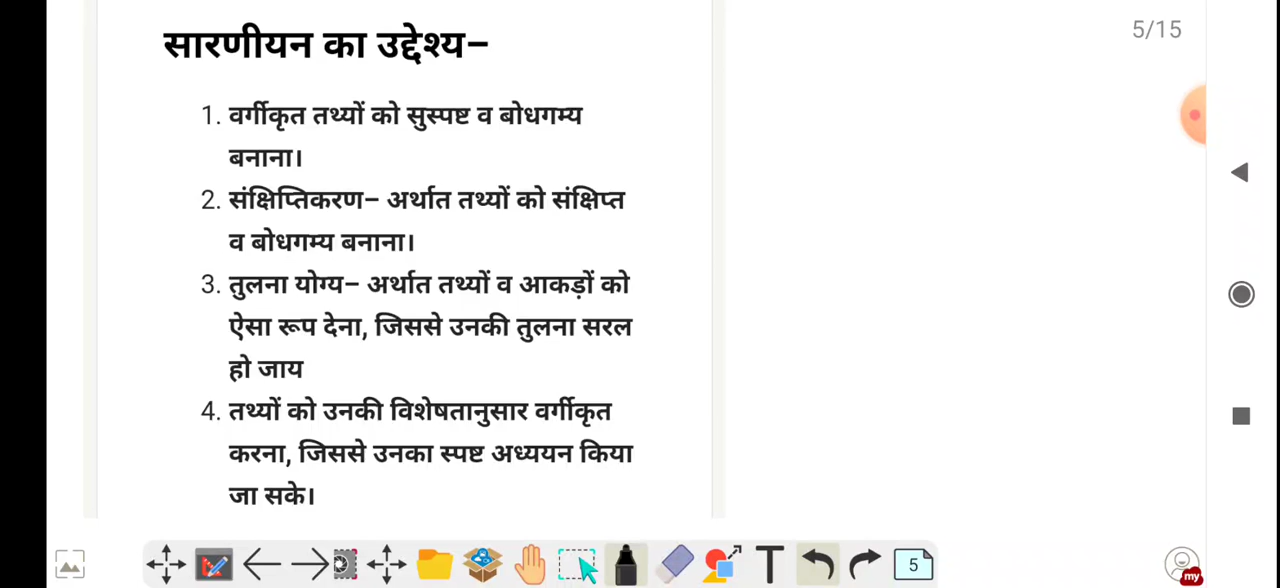 सारणीयन का उद्देश्य–
5/15
1. वर्गीकृत तथ्यों को सुस्पष्ट व बोधगम्य
बनाना।
2. संक्षिप्तिकरण– अर्थात तथ्यों को संक्षिप्त
व बोधगम्य बनाना।
3. तुलना योग्य– अर्थात तथ्यों व आकड़ों को
ऐसा रूप देना, जिससे उनकी तुलना सरल
हो जाय
4. तथ्यों को उनकी विशेषतानुसार वर्गीकृत
करना, जिससे उनका स्पष्ट अध्ययन किया
जा सके।
T
5
my